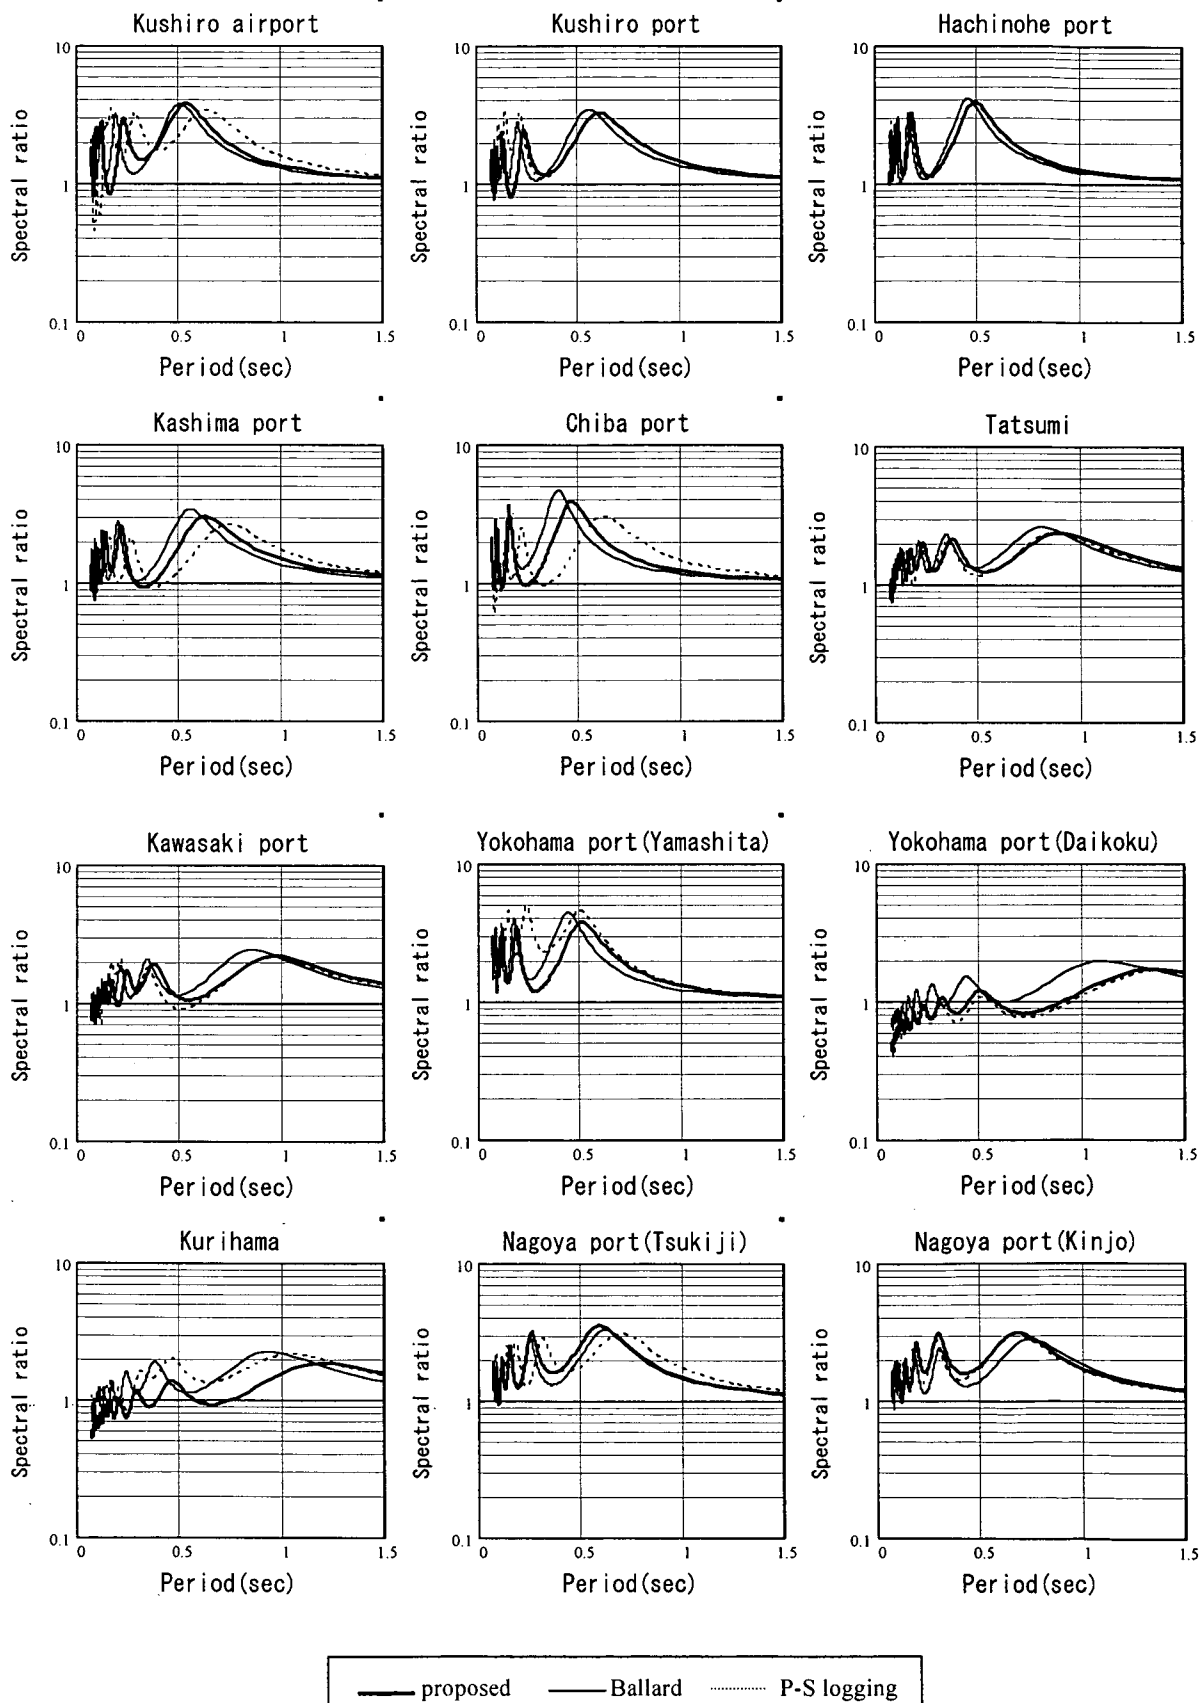 Kushiro airport
Kushiro port
Hachinohe port
10
1
0.1
0
0.5
1
1.5
Spectral ratio
Period(sec)
10
1
0.1
0
0.5
1
1.5
Spectral ratio
Period(sec)
10
1
0.1
0
0.5
1
1.5
Spectral ratio
Period(sec)
Kashima port
Chiba port
Tatsumi
10
1
0.1
0
0.5
1
1.5
Spectral ratio
Period(sec)
10
1
0.1
0
0.5
1
1.5
Spectral ratio
Period(sec)
10
1
0.1
0
0.5
1
1.5
Spectral ratio
Period(sec)
Kawasaki port
Yokohama port(Yamashita)
Yokohama port(Daikoku)
10
1
0.1
0
0.5
1
1.5
Spectral ratio
Period(sec)
10
1
0.1
0
0.5
1
1.5
Spectral ratio
Period(sec)
10
1
0.1
0
0.5
1
1.5
Spectral ratio
Period(sec)
Kurihama
Nagoya port(Tsukiji)
Nagoya port(Kinjo)
10
1
0.1
0
0.5
1
1.5
Spectral ratio
Period(sec)
10
1
0.1
0
0.5
1
1.5
Spectral ratio
Period(sec)
10
1
0.1
0
0.5
1
1.5
Spectral ratio
Period(sec)
proposed
Ballard
P-S logging